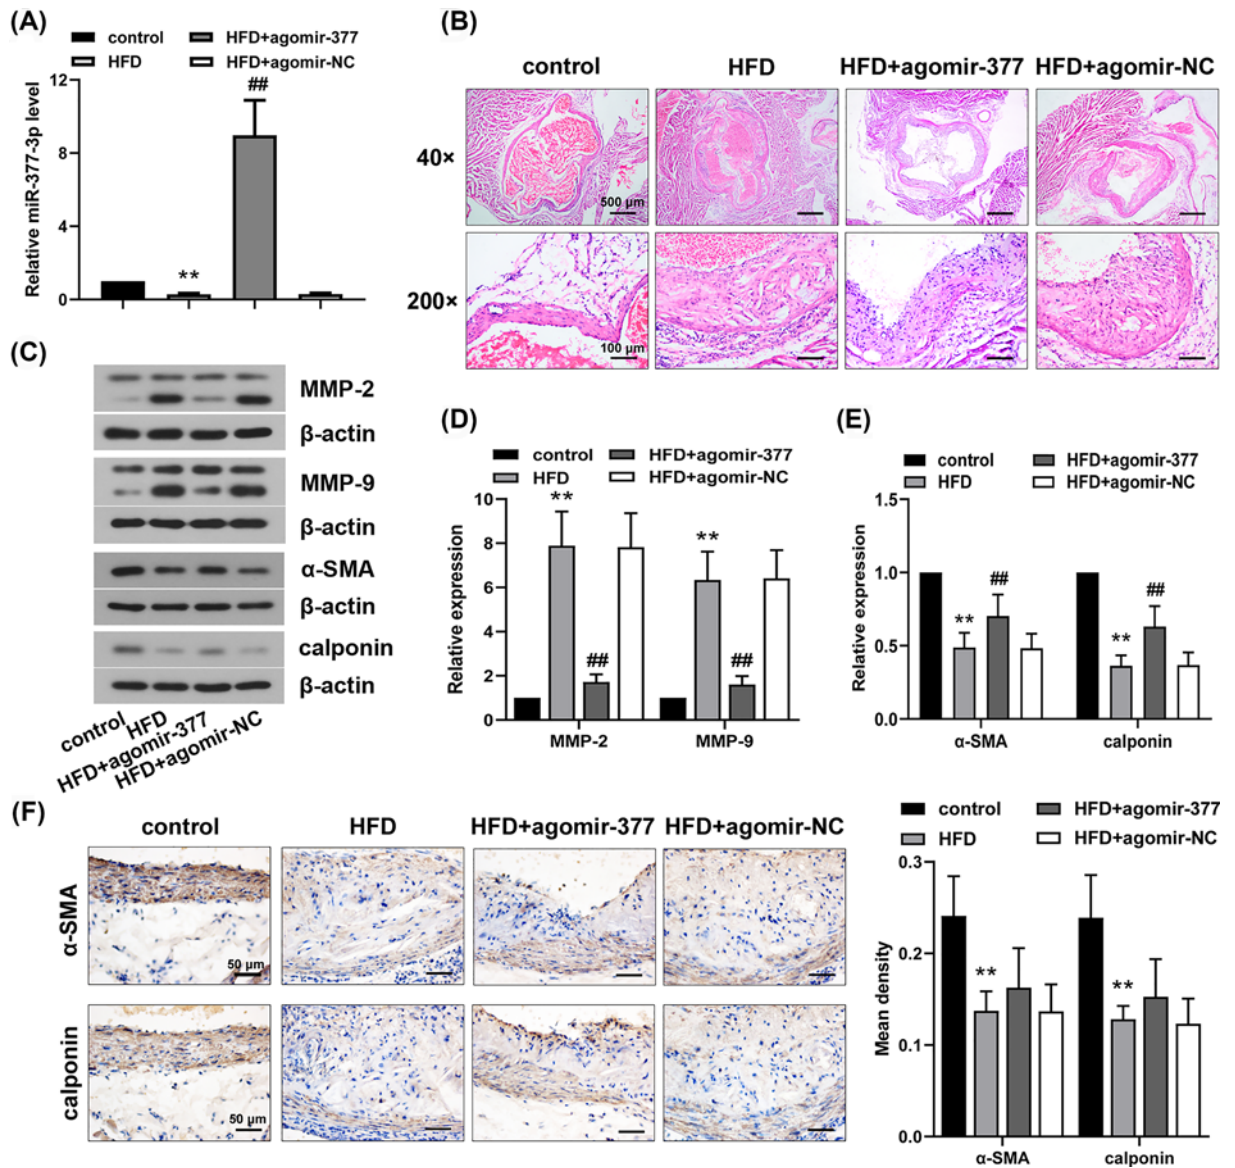 (A)
control
HFD+agomir-377
HFD
HFD+agomir-NC
Relative miR-377-3p level
12
8
4
0
##
**
(B)
control
HFD
HFD+agomir-377
HFD+agomir-NC
40×
500 μm
200×
100 μm
(C)
MMP-2
β-actin
MMP-9
β-actin
α-SMA
β-actin
calponin
β-actin
control
HFD
HFD+agomir-377
HFD+agomir-NC
(D)
control
HFD+agomir-377
HFD
HFD+agomir-NC
Relative expression
10
8
6
4
2
0
**
##
**
##
MMP-2
MMP-9
(E)
control
HFD+agomir-377
HFD
HFD+agomir-NC
Relative expression
1.5
1.0
0.5
0.0
**
##
**
##
α-SMA
calponin
(F)
control
HFD
HFD+agomir-377
HFD+agomir-NC
α-SMA
50 μm
calponin
50 μm
control
HFD+agomir-377
HFD
HFD+agomir-NC
Mean density
0.3
0.2
0.1
0.0
**
**
α-SMA
calponin